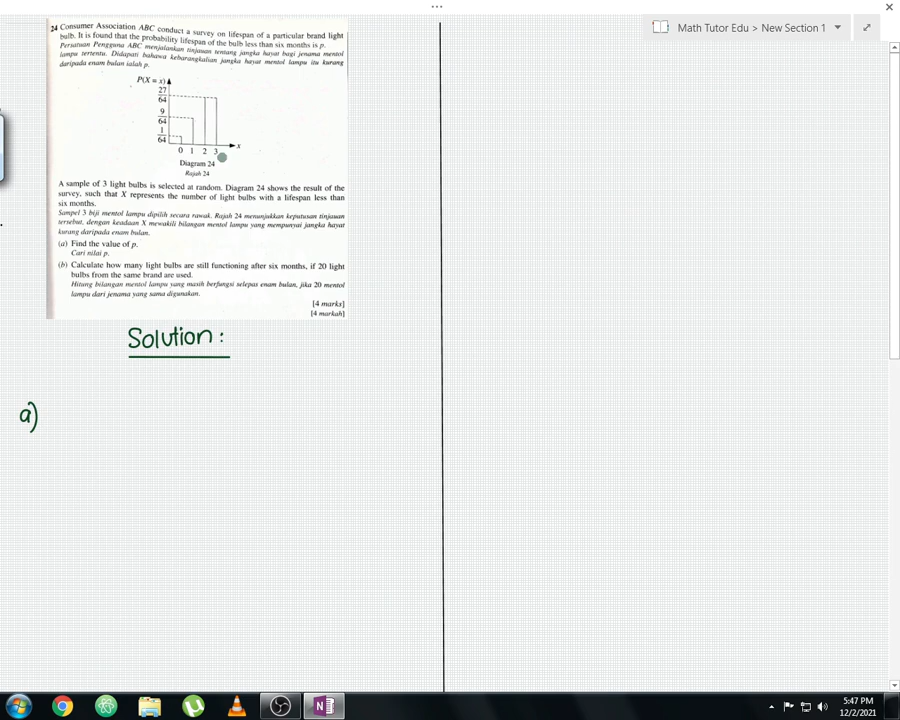 Math Tutor Edu > New Section 1
24 Consumer Association ABC conduct a survey on lifespan of a particular brand light
bulb. It is found that the probability lifespan of the bulb less than six months is p.
Persatuan Pengguna ABC menjalankan tinjauan tentang jangka hayat bagi jenama mentol
lampu tertentu. Didapati bahawa kebarangkalian jangka hayat mentol lampu itu kurang
daripada enam bulan ialah p.
P(X = x)
27
64
9
64
1
64
0 1 2 3 x
Diagram 24
Rajah 24
A sample of 3 light bulbs is selected at random. Diagram 24 shows the result of the
survey, such that X represents the number of light bulbs with a lifespan less than
six months.
Sampel 3 biji mentol lampu dipilih secara rawak. Rajah 24 menunjukkan keputusan tinjauan
tersebut, dengan keadaan X mewakili bilangan mentol lampu yang mempunyai jangka hayat
kurang daripada enam bulan.
(a) Find the value of p.
Cari nilai p.
(b) Calculate how many light bulbs are still functioning after six months, if 20 light
bulbs from the same brand are used.
Hitung bilangan mentol lampu yang masih berfungsi selepas enam bulan, jika 20 mentol
lampu dari jenama yang sama digunakan.
[4 marks]
[4 markah]
Solution:
a)
5:47 PM
12/2/2021